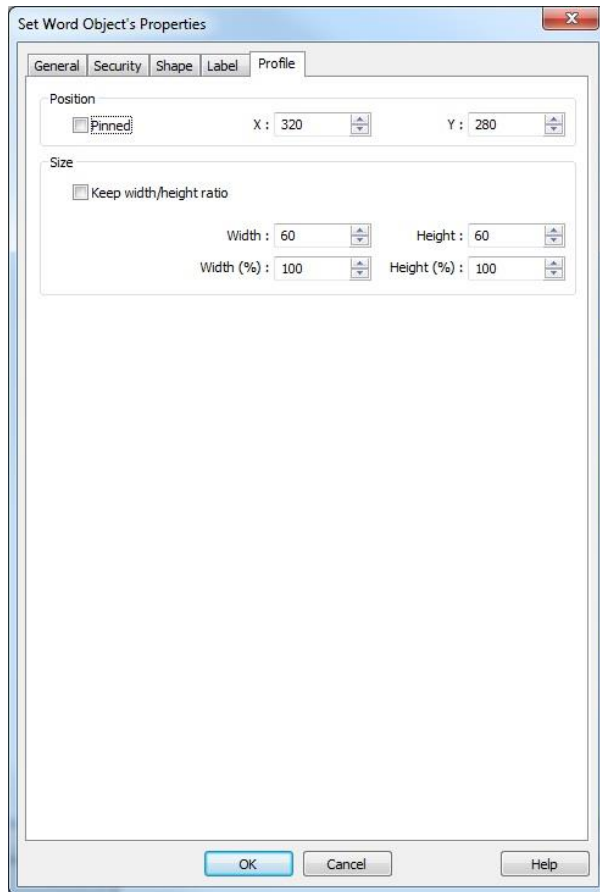 Set Word Object's Properties
General Security Shape Label Profile
Position
Pinned X : 320 Y : 280
Size
Keep width/height ratio
Width : 60 Height : 60
Width (%) : 100 Height (%) : 100
OK Cancel Help